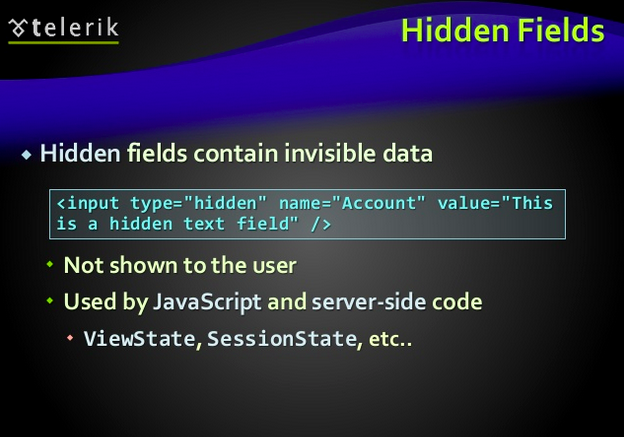 telerik
Hidden Fields
Hidden fields contain invisible data
<input type="hidden" name="Account" value="This
is a hidden text field" />
Not shown to the user
Used by JavaScript and server-side code
ViewState, SessionState, etc..